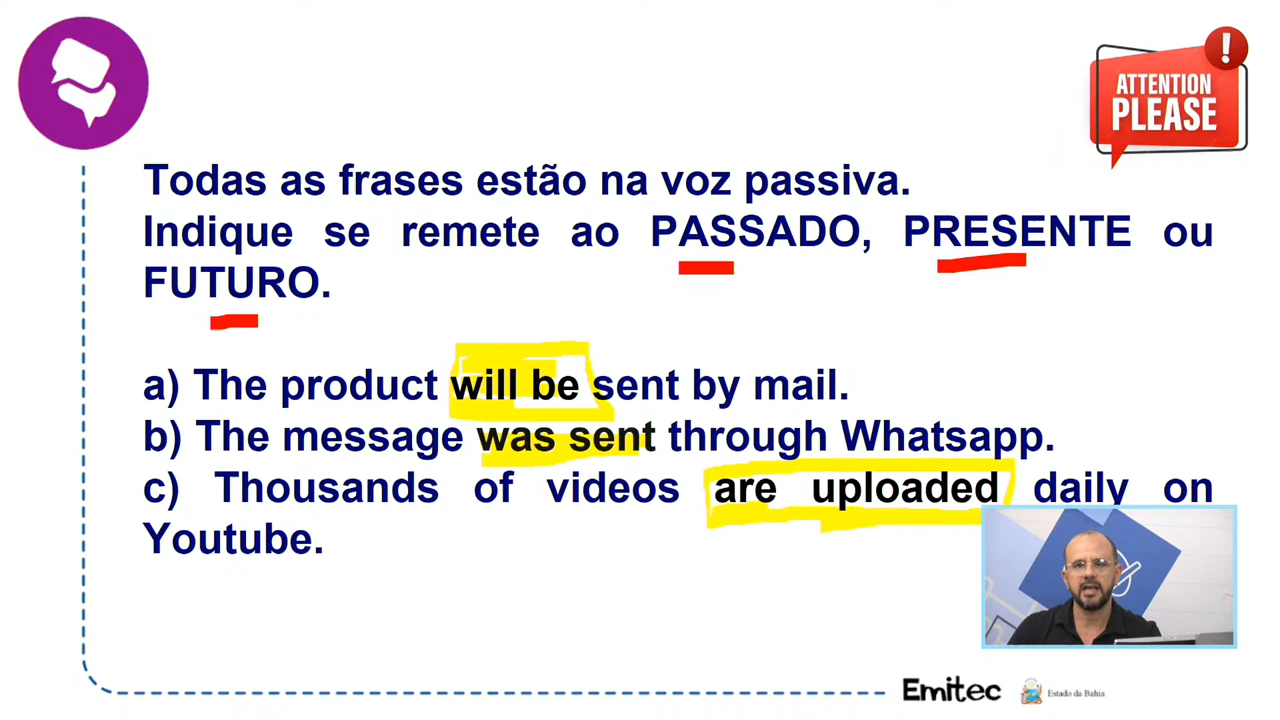 ATTENTION
PLEASE
!
Todas as frases estão na voz passiva.
Indique se remete ao PASSADO, PRESENTE ou
FUTURO.
a) The product will be sent by mail.
b) The message was sent through Whatsapp.
c) Thousands of videos are uploaded daily on
Youtube.
Emitec
Estado da Bahia